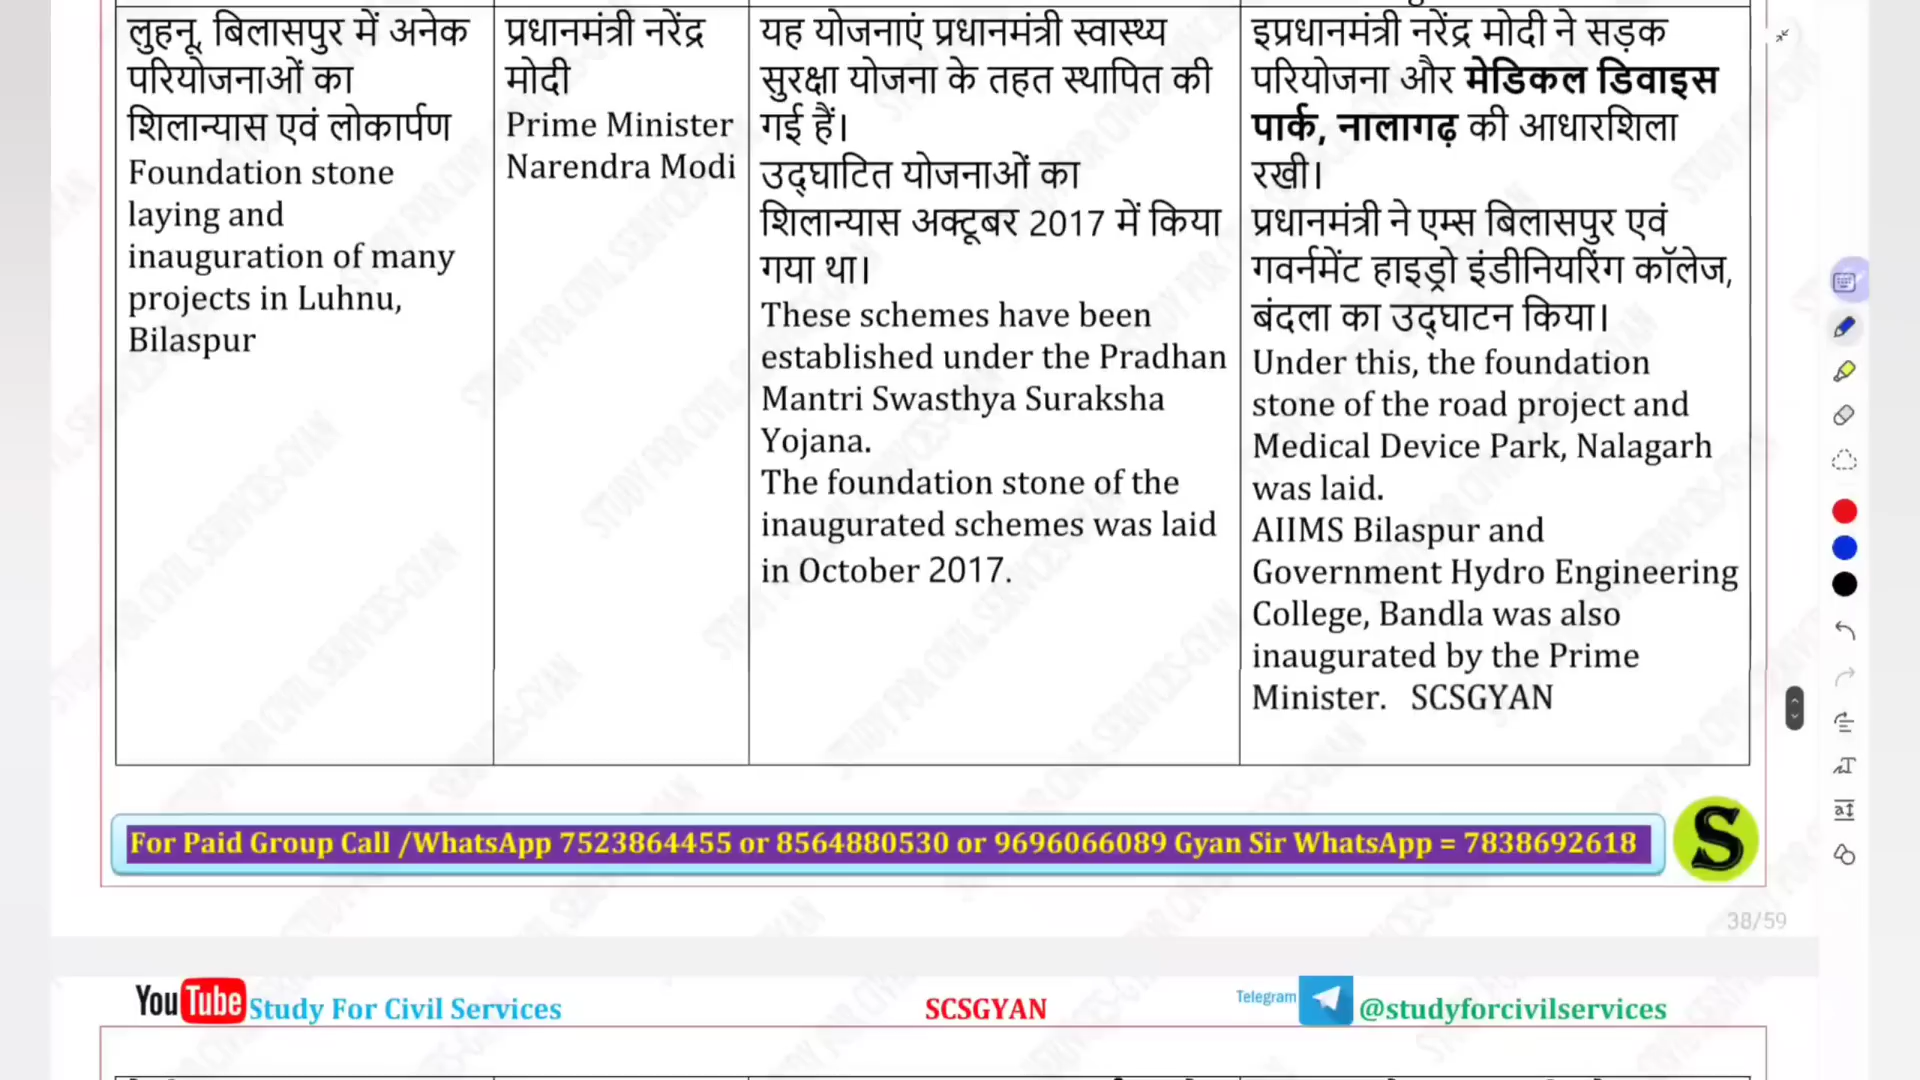 लुहनू, बिलासपुर में अनेक
परियोजनाओं का
शिलान्यास एवं लोकार्पण
Foundation stone
laying and
inauguration of many
projects in Luhnu,
Bilaspur
प्रधानमंत्री नरेंद्र
मोदी
Prime Minister
Narendra Modi
यह योजनाएं प्रधानमंत्री स्वास्थ्य
सुरक्षा योजना के तहत स्थापित की
गई हैं।
उद्घाटित योजनाओं का
शिलान्यास अक्टूबर 2017 में किया
गया था।
These schemes have been
established under the Pradhan
Mantri Swasthya Suraksha
Yojana.
The foundation stone of the
inaugurated schemes was laid
in October 2017.
इप्रधानमंत्री नरेंद्र मोदी ने सड़क
परियोजना और मेडिकल डिवाइस
पार्क, नालागढ़ की आधारशिला
रखी।
प्रधानमंत्री ने एम्स बिलासपुर एवं
गवर्नमेंट हाइड्रो इंडीनियरिंग कॉलेज,
बंदला का उद्घाटन किया।
Under this, the foundation
stone of the road project and
Medical Device Park, Nalagarh
was laid.
AIIMS Bilaspur and
Government Hydro Engineering
College, Bandla was also
inaugurated by the Prime
Minister. SCSGYAN
For Paid Group Call /WhatsApp 7523864455 or 8564880530 or 9696066089 Gyan Sir WhatsApp = 7838692618
S
38/59
YouTube Study For Civil Services
SCSGYAN
Telegram @studyforcivilservices